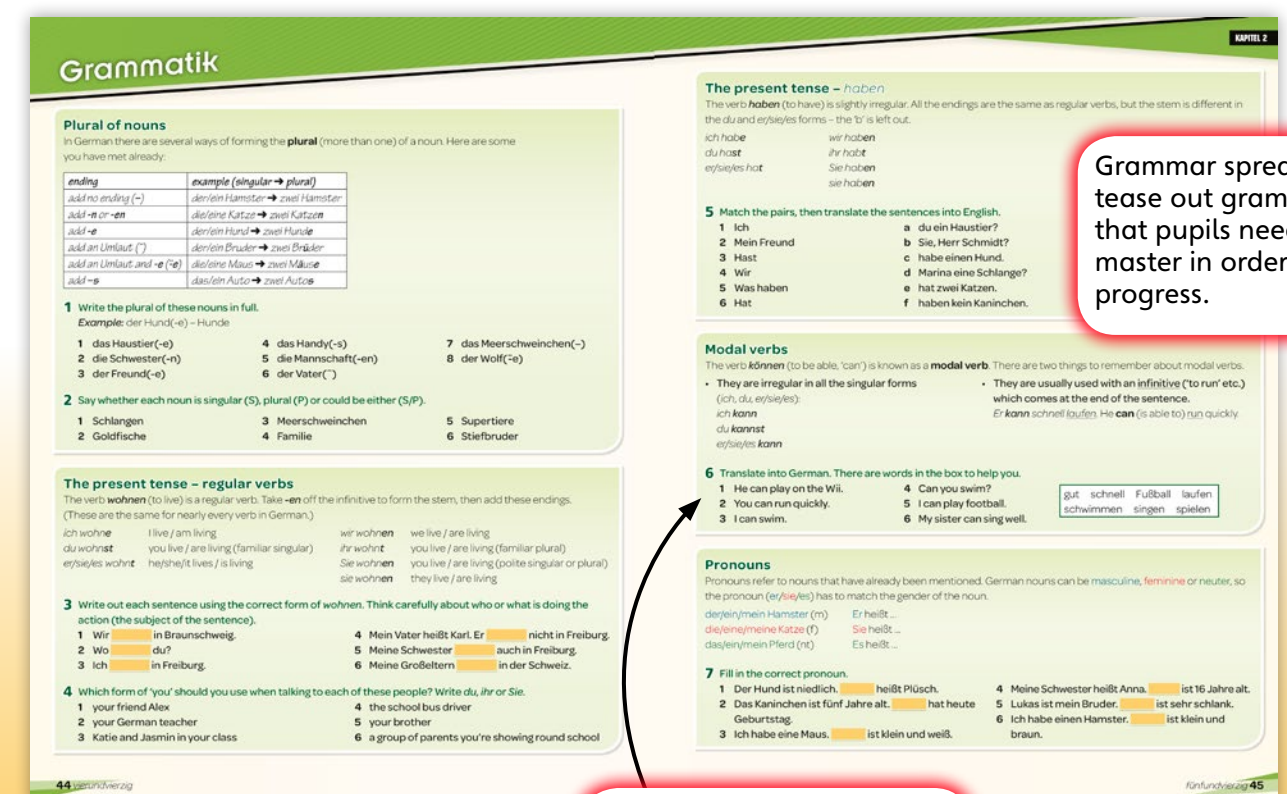 Grammatik
KAPITEL 2
Plural of nouns
In German there are several ways of forming the plural (more than one) of a noun. Here are some
you have met already:
ending example (singular → plural)
add no ending (–) der/ein Hamster → zwei Hamster
add -n or -en die/eine Katze → zwei Katzen
add -e der/ein Hund → zwei Hunde
add an Umlaut (¨) der/ein Bruder → zwei Brüder
add an Umlaut and -e (¨e) die/eine Maus → zwei Mäuse
add –s das/ein Auto → zwei Autos
1 Write the plural of these nouns in full.
Example: der Hund(-e) – Hunde
1 das Haustier(-e) 4 das Handy(-s) 7 das Meerschweinchen(–)
2 die Schwester(-n) 5 die Mannschaft(-en) 8 der Wolf(¨e)
3 der Freund(-e) 6 der Vater(¨)
2 Say whether each noun is singular (S), plural (P) or could be either (S/P).
1 Schlangen 3 Meerschweinchen 5 Supertiere
2 Goldfische 4 Familie 6 Stiefbruder
The present tense – regular verbs
The verb wohnen (to live) is a regular verb. Take -en off the infinitive to form the stem, then add these endings.
(These are the same for nearly every verb in German.)
ich wohne I live / am living wir wohnen we live / are living
du wohnst you live / are living (familiar singular) ihr wohnt you live / are living (familiar plural)
er/sie/es wohnt he/she/it lives / is living Sie wohnen you live / are living (polite singular or plural)
sie wohnen they live / are living
3 Write out each sentence using the correct form of wohnen. Think carefully about who or what is doing the
action (the subject of the sentence).
1 Wir in Braunschweig. 4 Mein Vater heißt Karl. Er nicht in Freiburg.
2 Wo du? 5 Meine Schwester auch in Freiburg.
3 Ich in Freiburg. 6 Meine Großeltern in der Schweiz.
4 Which form of 'you' should you use when talking to each of these people? Write du, ihr or Sie.
1 your friend Alex 4 the school bus driver
2 your German teacher 5 your brother
3 Katie and Jasmin in your class 6 a group of parents you're showing round school
44 vierundvierzig
The present tense – haben
The verb haben (to have) is slightly irregular. All the endings are the same as regular verbs, but the stem is different in
the du and er/sie/es forms – the 'b' is left out.
ich habe wir haben
du hast ihr habt
er/sie/es hat Sie haben
sie haben
5 Match the pairs, then translate the sentences into English.
1 Ich a du ein Haustier?
2 Mein Freund b Sie, Herr Schmidt?
3 Hast c habe einen Hund.
4 Wir d Marina eine Schlange?
5 Was haben e hat zwei Katzen.
6 Hat f haben kein Kaninchen.
Grammar
tease out
that pupils
master in order
progress.
Modal verbs
The verb können (to be able, 'can') is known as a modal verb. There are two things to remember about modal verbs.
• They are irregular in all the singular forms • They are usually used with an infinitive ('to run' etc.)
(ich, du, er/sie/es): which comes at the end of the sentence.
ich kann Er kann schnell laufen. He can (is able to) run quickly.
du kannst
er/sie/es kann
6 Translate into German. There are words in the box to help you.
1 He can play on the Wii. 4 Can you swim? gut schnell Fußball laufen
2 You can run quickly. 5 I can play football. schwimmen singen spielen
3 I can swim. 6 My sister can sing well.
Pronouns
Pronouns refer to nouns that have already been mentioned. German nouns can be masculine, feminine or neuter, so
the pronoun (er/sie/es) has to match the gender of the noun.
der/ein/mein Hamster (m) Er heißt ...
die/eine/meine Katze (f) Sie heißt ...
das/ein/mein Pferd (nt) Es heißt ...
7 Fill in the correct pronoun.
1 Der Hund ist niedlich. heißt Plüsch. 4 Meine Schwester heißt Anna. ist 16 Jahre alt.
2 Das Kaninchen ist fünf Jahre alt. hat heute 5 Lukas ist mein Bruder. ist sehr schlank.
Geburtstag. 6 Ich habe einen Hamster. ist klein und
3 Ich habe eine Maus. ist klein und weiß. braun.
fünfundvierzig 45